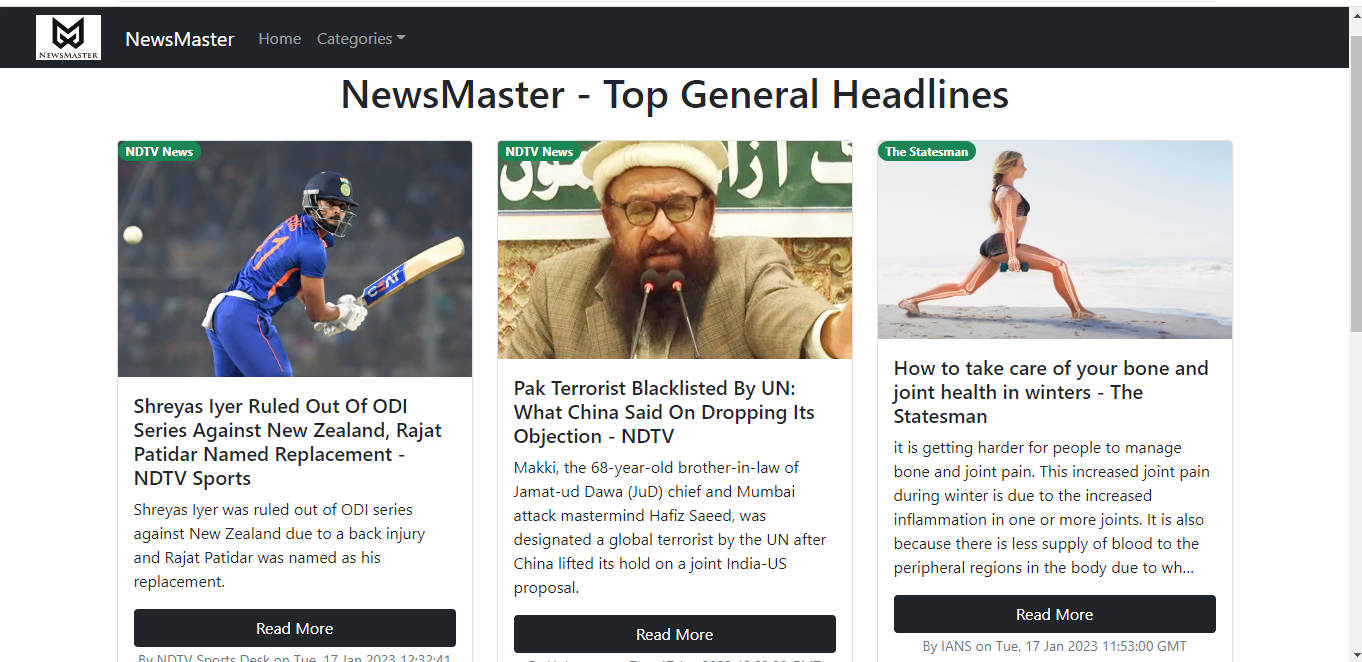 NEWSMASTER
NewsMaster
Home
Categories
NewsMaster - Top General Headlines
NDTV News
Shreyas Iyer Ruled Out Of ODI
Series Against New Zealand, Rajat
Patidar Named Replacement -
NDTV Sports
Shreyas Iyer was ruled out of ODI series
against New Zealand due to a back injury
and Rajat Patidar was named as his
replacement.
Read More
By NDTV Sports Desk on Tue, 17 Jan 2023 12:32:41
NDTV News
Pak Terrorist Blacklisted By UN:
What China Said On Dropping Its
Objection - NDTV
Makki, the 68-year-old brother-in-law of
Jamat-ud Dawa (JuD) chief and Mumbai
attack mastermind Hafiz Saeed, was
designated a global terrorist by the UN after
China lifted its hold on a joint India-US
proposal.
Read More
The Statesman
How to take care of your bone and
joint health in winters - The
Statesman
it is getting harder for people to manage
bone and joint pain. This increased joint pain
during winter is due to the increased
inflammation in one or more joints. It is also
because there is less supply of blood to the
peripheral regions in the body due to wh...
Read More
By IANS on Tue, 17 Jan 2023 11:53:00 GMT